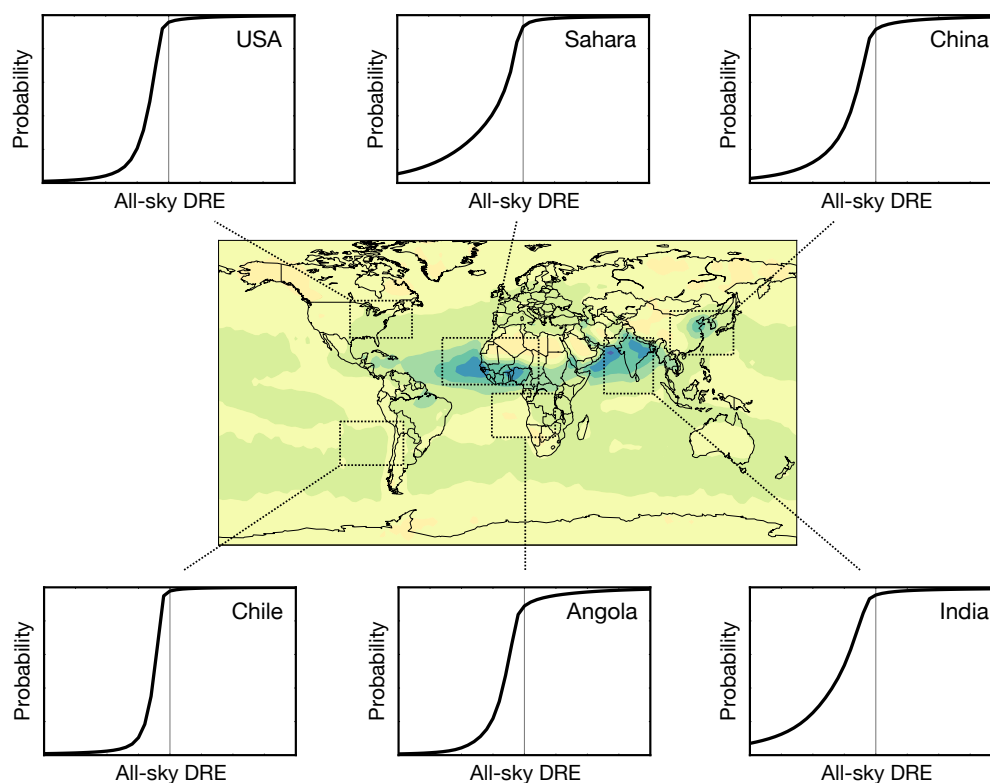 USA
Probability
All-sky DRE
Sahara
Probability
All-sky DRE
China
Probability
All-sky DRE
Chile
Probability
All-sky DRE
Angola
Probability
All-sky DRE
India
Probability
All-sky DRE